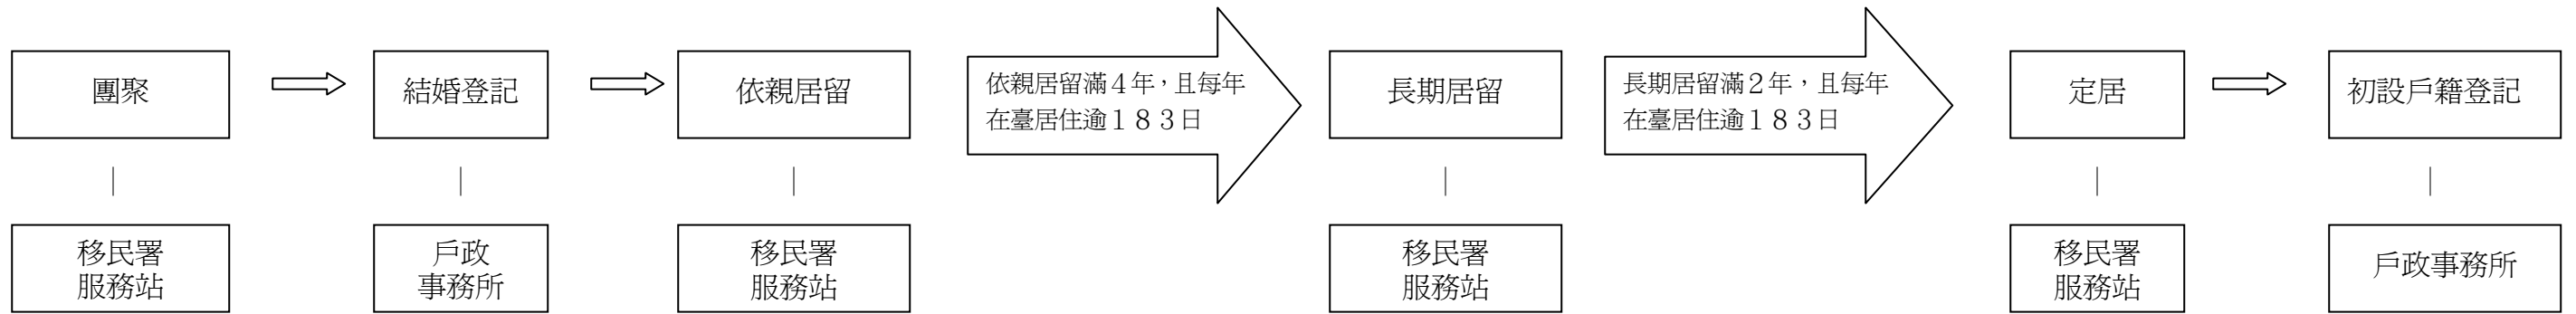 團聚
結婚登記
依親居留
依親居留滿４年，且每年
在臺居住逾１８３日
長期居留
長期居留滿２年，且每年
在臺居住逾１８３日
定居
初設戶籍登記
移民署
服務站
戶政
事務所
移民署
服務站
移民署
服務站
移民署
服務站
戶政事務所